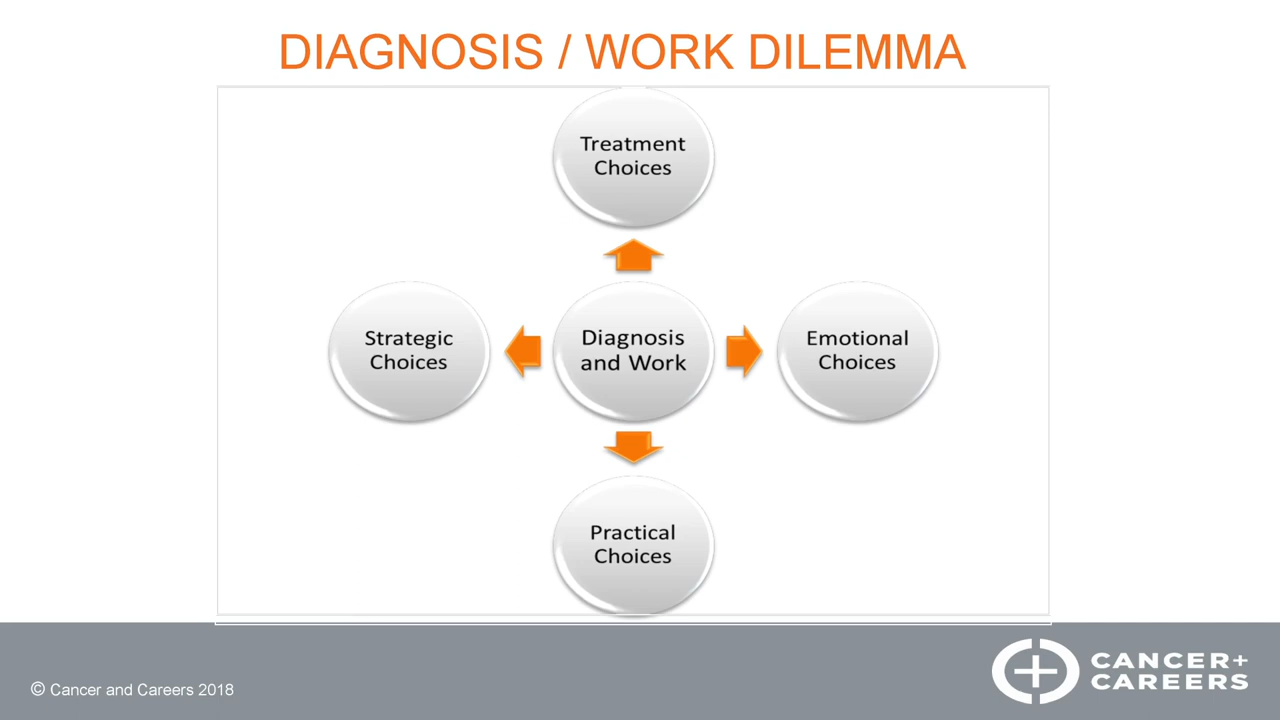 DIAGNOSIS / WORK DILEMMA
Treatment
Choices
Strategic
Choices
Diagnosis
and Work
Emotional
Choices
Practical
Choices
© Cancer and Careers 2018
CANCER+
CAREERS